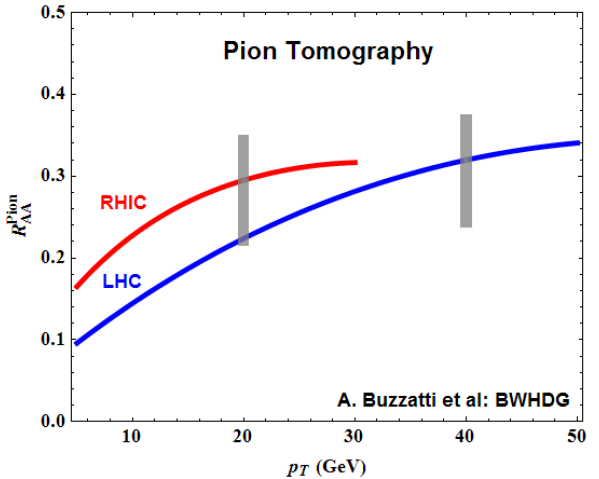 Pion Tomography
0.5
0.4
0.3
0.2
0.1
0.0
R_AA^Pion
RHIC
LHC
A. Buzzatti et al: BWHDG
10
20
30
40
50
p_T (GeV)